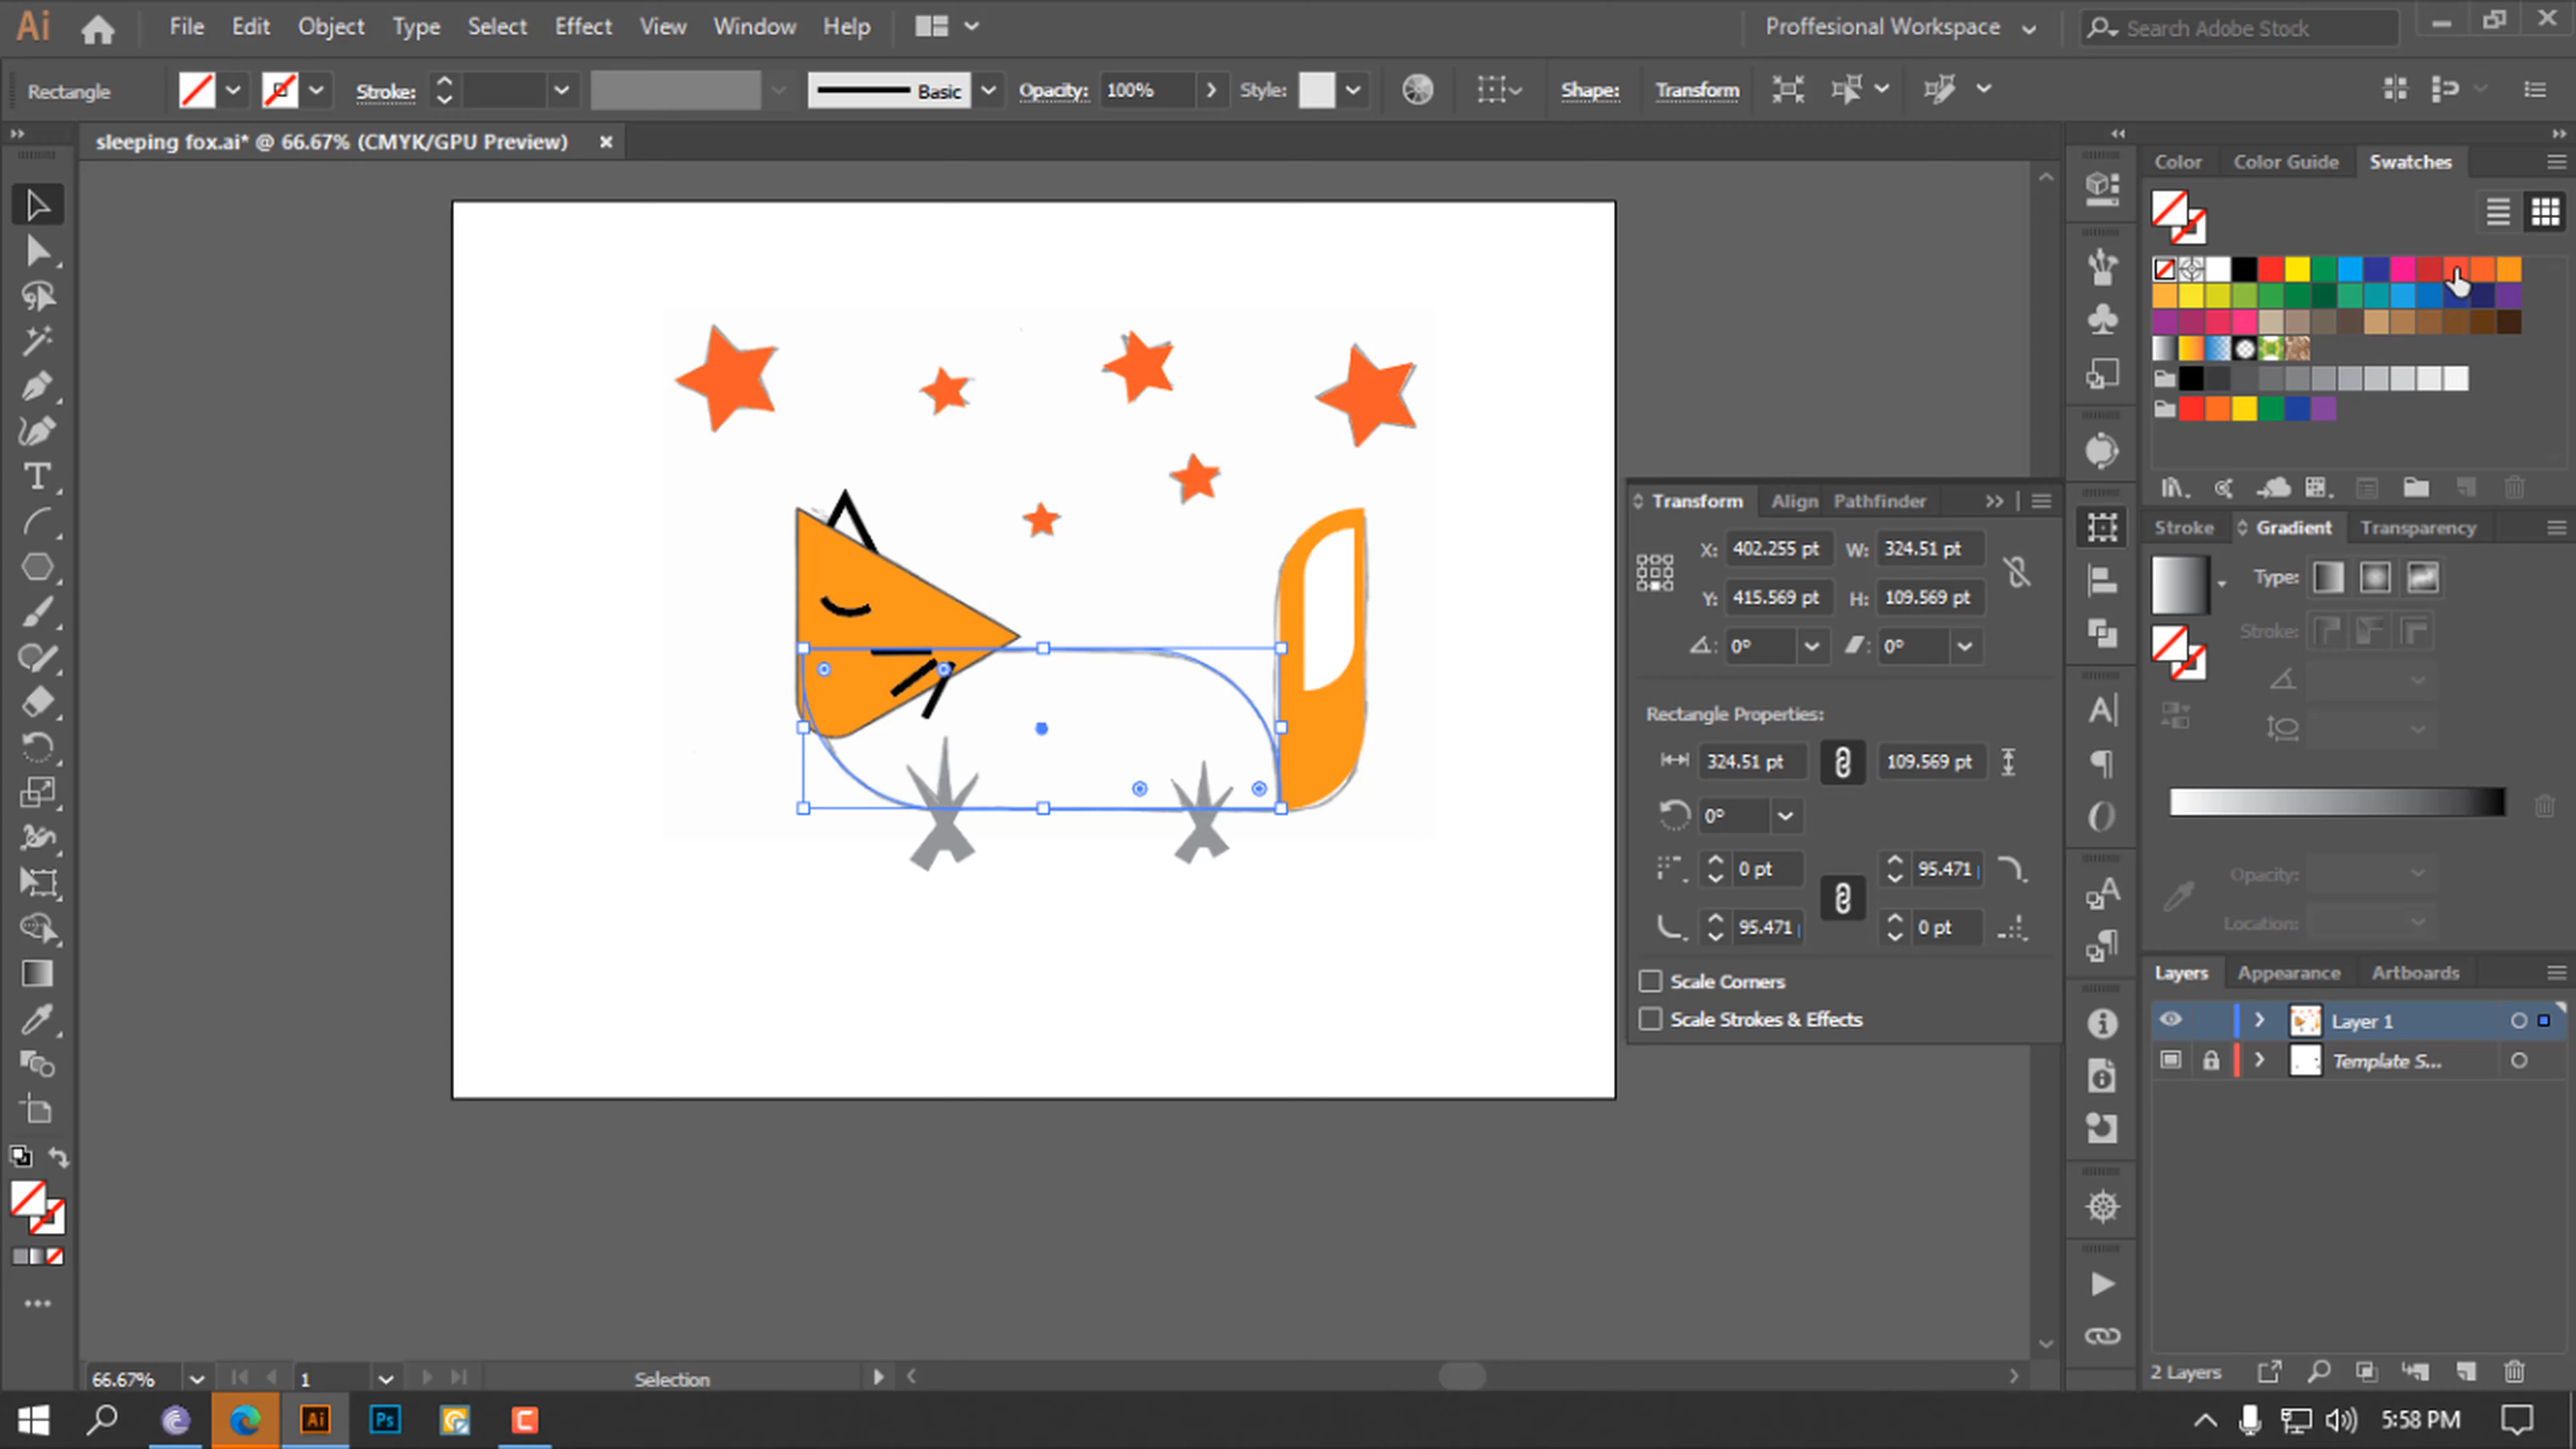 Ai File Edit Object Type Select Effect View Window Help Proffesional Workspace Search Adobe Stock
Rectangle Stroke: Basic Opacity: 100% Style: Shape: Transform
sleeping fox.ai* @ 66.67% (CMYK/GPU Preview)
Color Color Guide Swatches
Transform Align Pathfinder
X: 402.255 pt W: 324.51 pt
Y: 415.569 pt H: 109.569 pt
0° 0°
Rectangle Properties:
324.51 pt 109.569 pt
0°
0 pt 95.471
95.471 0 pt
Scale Corners
Scale Strokes & Effects
Stroke Gradient Transparency
Type:
Stroke:
Opacity:
Location:
Layers Appearance Artboards
Layer 1
Template S...
2 Layers
66.67% 1 Selection
Ai Ps 5:58 PM